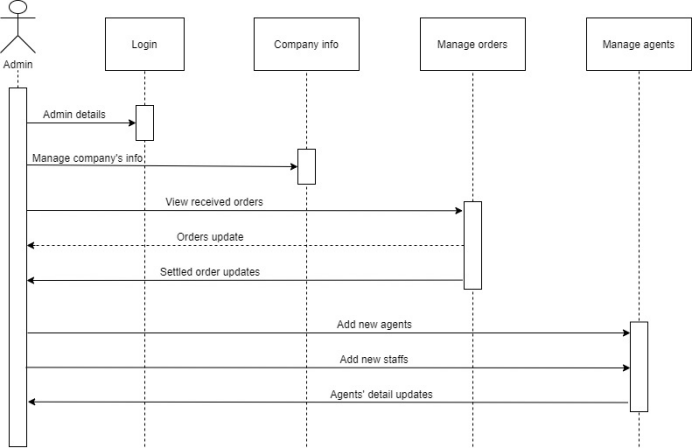 Login
Company info
Manage orders
Manage agents
Admin
Admin details
Manage company's info
View received orders
Orders update
Settled order updates
Add new agents
Add new staffs
Agents' detail updates